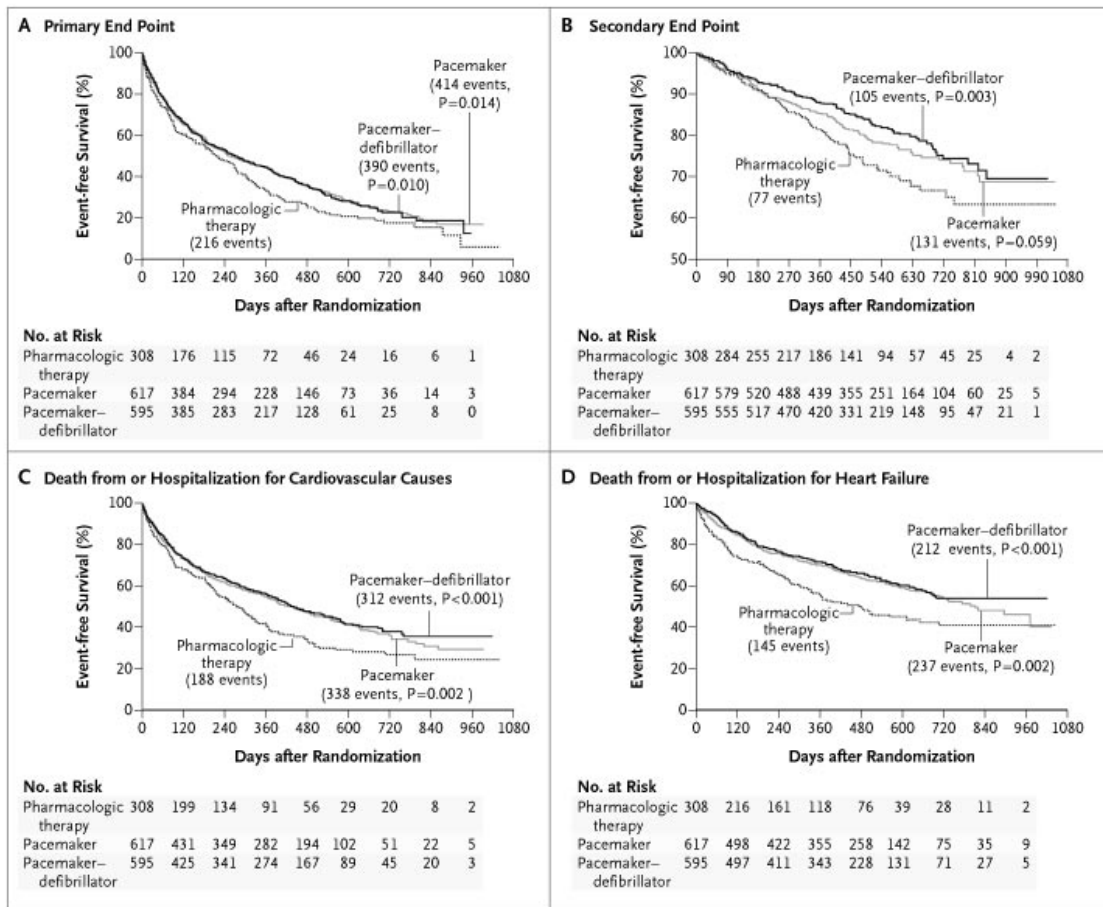 A Primary End Point
Event-free Survival (%)
100
80
60
40
20
0
Pacemaker
(414 events,
P=0.014)
Pacemaker–
defibrillator
(390 events,
P=0.010)
Pharmacologic
therapy
(216 events)
0 120 240 360 480 600 720 840 960 1080
Days after Randomization
No. at Risk
Pharmacologic 308 176 115 72 46 24 16 6 1
therapy
Pacemaker 617 384 294 228 146 73 36 14 3
Pacemaker– 595 385 283 217 128 61 25 8 0
defibrillator
B Secondary End Point
Event-free Survival (%)
100
90
80
70
60
50
Pacemaker–defibrillator
(105 events, P=0.003)
Pharmacologic
therapy
(77 events)
Pacemaker
(131 events, P=0.059)
0 90 180 270 360 450 540 630 720 810 900 990 1080
Days after Randomization
No. at Risk
Pharmacologic 308 284 255 217 186 141 94 57 45 25 4 2
therapy
Pacemaker 617 579 520 488 439 355 251 164 104 60 25 5
Pacemaker– 595 555 517 470 420 331 219 148 95 47 21 1
defibrillator
C Death from or Hospitalization for Cardiovascular Causes
Event-free Survival (%)
100
80
60
40
20
0
Pacemaker–defibrillator
(312 events, P<0.001)
Pharmacologic
therapy
(188 events)
Pacemaker
(338 events, P=0.002 )
0 120 240 360 480 600 720 840 960 1080
Days after Randomization
No. at Risk
Pharmacologic 308 199 134 91 56 29 20 8 2
therapy
Pacemaker 617 431 349 282 194 102 51 22 5
Pacemaker– 595 425 341 274 167 89 45 20 3
defibrillator
D Death from or Hospitalization for Heart Failure
Event-free Survival (%)
100
80
60
40
20
0
Pacemaker–defibrillator
(212 events, P<0.001)
Pharmacologic
therapy
(145 events)
Pacemaker
(237 events, P=0.002)
0 120 240 360 480 600 720 840 960 1080
Days after Randomization
No. at Risk
Pharmacologic 308 216 161 118 76 39 28 11 2
therapy
Pacemaker 617 498 422 355 258 142 75 35 9
Pacemaker– 595 497 411 343 228 131 71 27 5
defibrillator